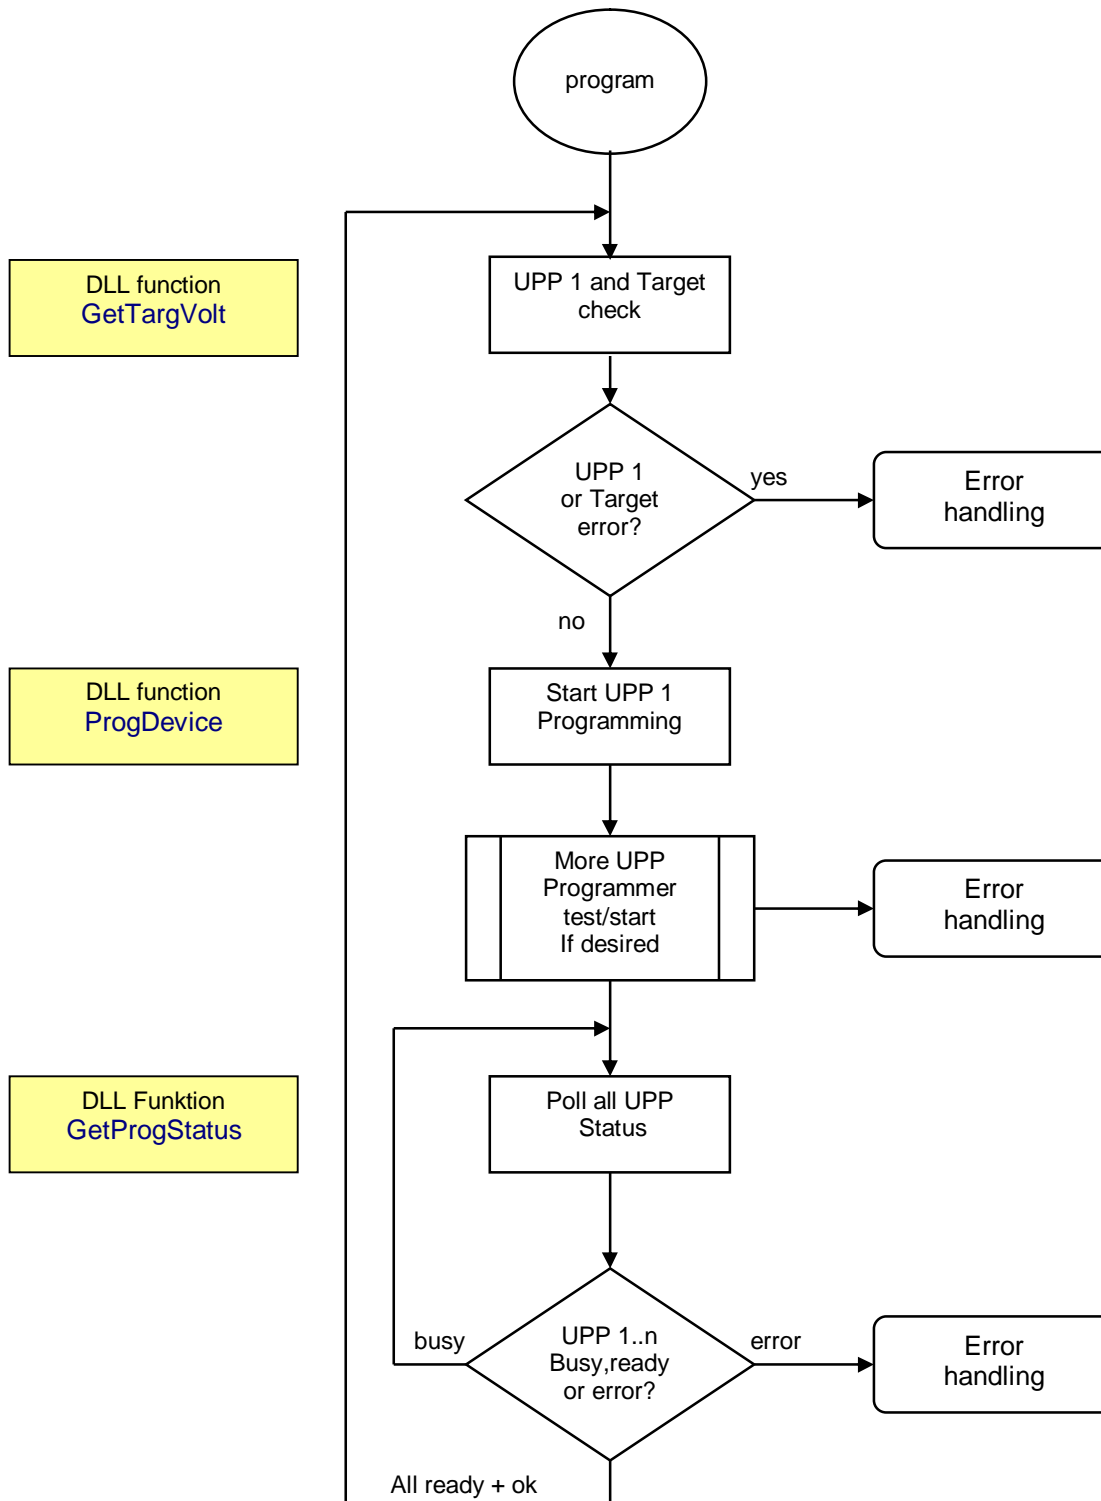 program
DLL function
GetTargVolt
UPP 1 and Target
check
UPP 1
or Target
error?
yes
Error
handling
no
DLL function
ProgDevice
Start UPP 1
Programming
More UPP
Programmer
test/start
If desired
Error
handling
DLL Funktion
GetProgStatus
Poll all UPP
Status
busy
UPP 1..n
Busy,ready
or error?
error
Error
handling
All ready + ok